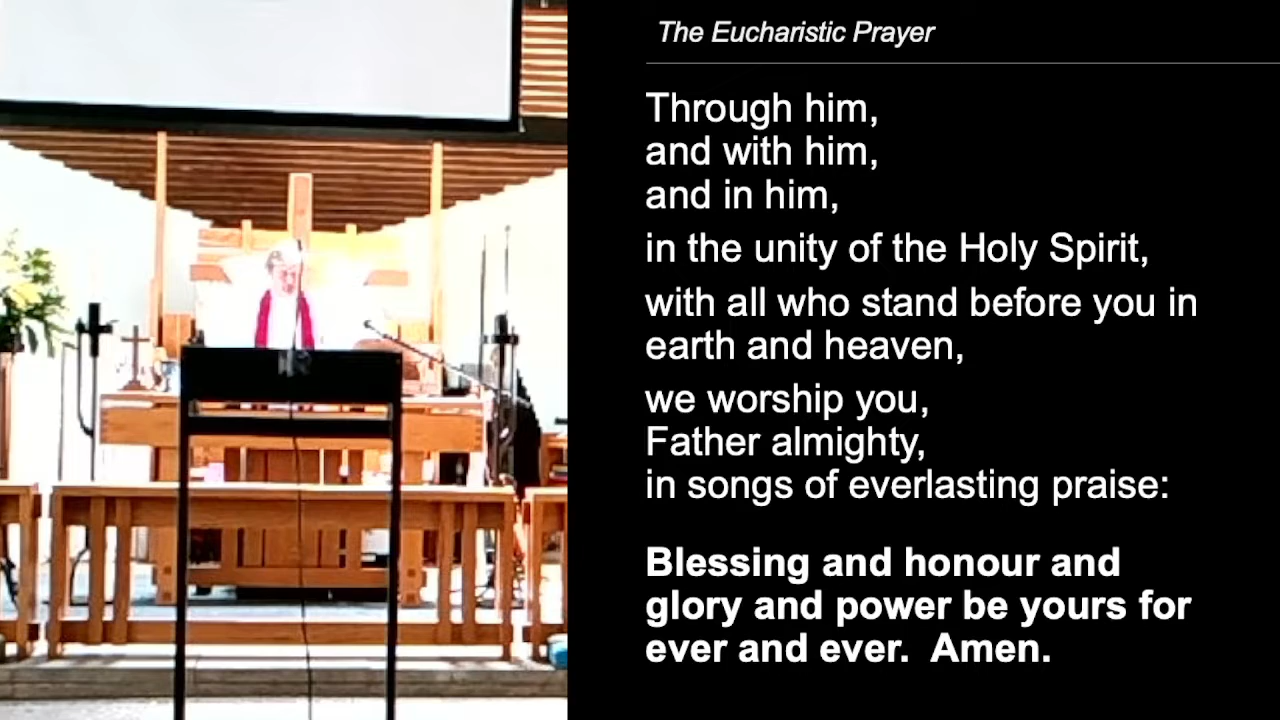 The Eucharistic Prayer
Through him,
and with him,
and in him,
in the unity of the Holy Spirit,
with all who stand before you in
earth and heaven,
we worship you,
Father almighty,
in songs of everlasting praise:
Blessing and honour and
glory and power be yours for
ever and ever.  Amen.